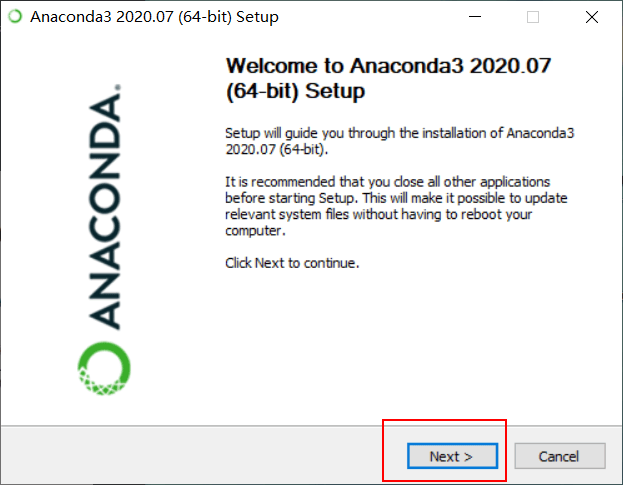 Anaconda3 2020.07 (64-bit) Setup
Welcome to Anaconda3 2020.07
(64-bit) Setup
ANACONDA.
Setup will guide you through the installation of Anaconda3
2020.07 (64-bit).
It is recommended that you close all other applications
before starting Setup. This will make it possible to update
relevant system files without having to reboot your
computer.
Click Next to continue.
Next >
Cancel